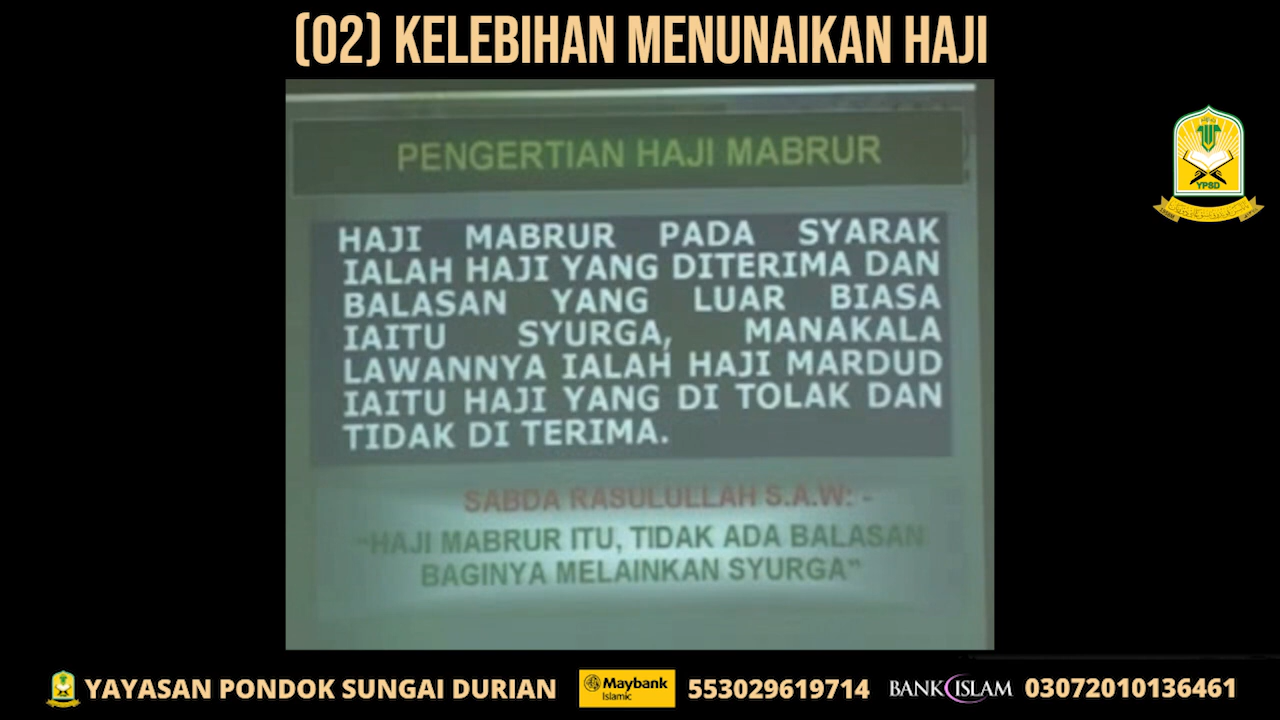 (02) KELEBIHAN MENUNAIKAN HAJI
PENGERTIAN HAJI MABRUR
HAJI MABRUR PADA SYARAK
IALAH HAJI YANG DITERIMA DAN
BALASAN YANG LUAR BIASA
IAITU SYURGA, MANAKALA
LAWANNYA IALAH HAJI MARDUD
IAITU HAJI YANG DI TOLAK DAN
TIDAK DI TERIMA.
SABDA RASULULLAH S.A.W: -
"HAJI MABRUR ITU, TIDAK ADA BALASAN
BAGINYA MELAINKAN SYURGA"
YPSD
YAYASAN PONDOK SUNGAI DURIAN
Maybank
Islamic
553029619714
BANK ISLAM
03072010136461